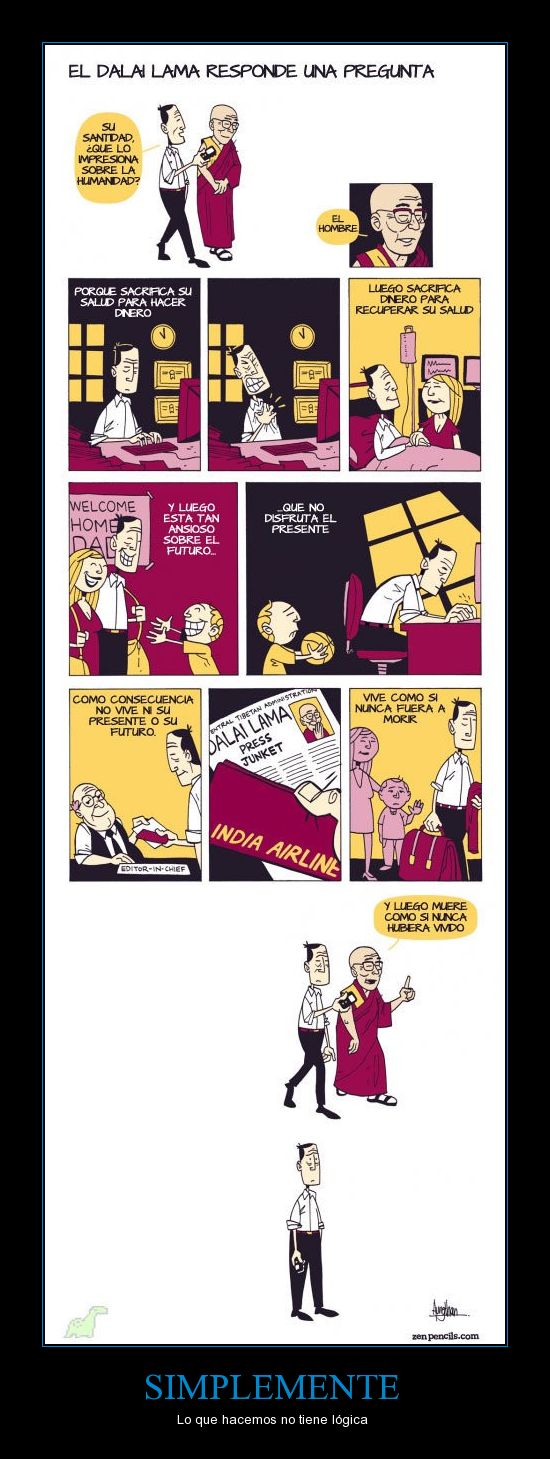 EL DALAI LAMA RESPONDE UNA PREGUNTA
SU
SANTIDAD,
¿QUE LO
IMPRESIONA
SOBRE LA
HUMANIDAD?
EL
HOMBRE
PORQUE SACRIFICA SU
SALUD PARA HACER
DINERO
LUEGO SACRIFICA
DINERO PARA
RECUPERAR SU SALUD
WELCOME
HOME
DAD
Y LUEGO
ESTA TAN
ANSIOSO
SOBRE EL
FUTURO...
...QUE NO
DISFRUTA EL
PRESENTE
COMO CONSECUENCIA
NO VIVE NI SU
PRESENTE O SU
FUTURO.
EDITOR-IN-CHIEF
ENTRAL TIBETAN ADMINISTRATION
DALAI LAMA
PRESS
JUNKET
INDIA AIRLINE
VIVE COMO SI
NUNCA FUERA A
MORIR
Y LUEGO MUERE
COMO SI NUNCA
HUBIERA VIVIDO
zenpencils.com
SIMPLEMENTE
Lo que hacemos no tiene lógica